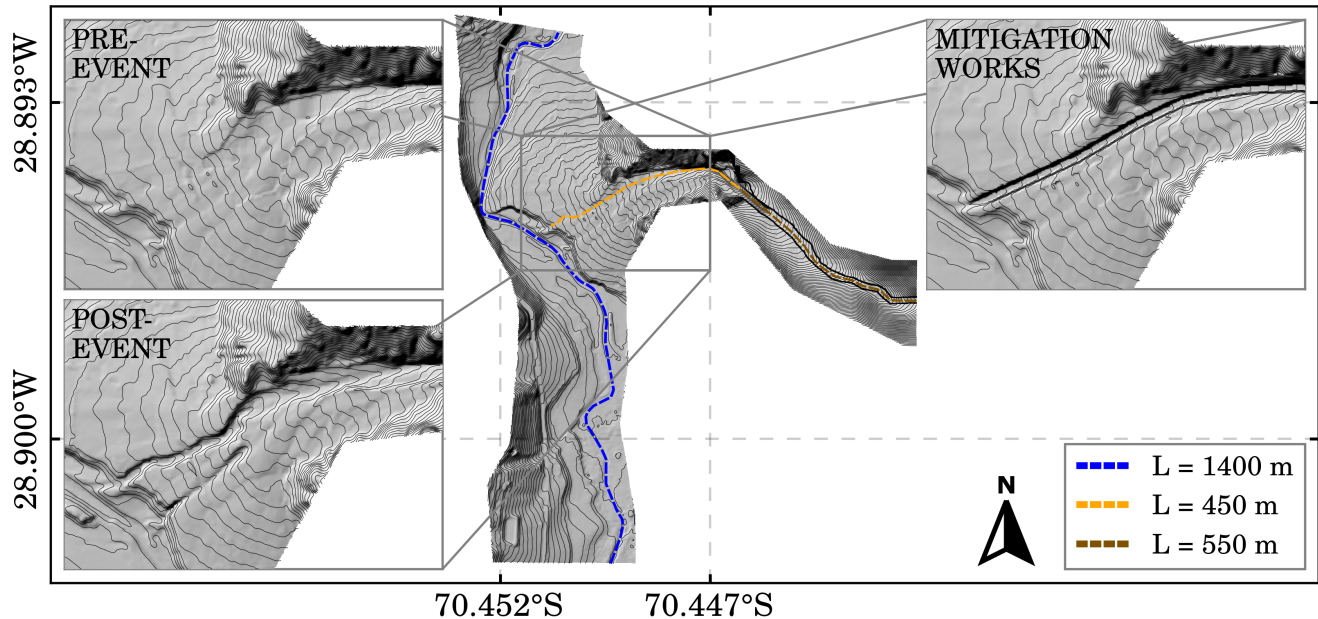 PRE-
EVENT
MITIGATION
WORKS
28.893°W
POST-
EVENT
28.900°W
N
L = 1400 m
L = 450 m
L = 550 m
70.452°S
70.447°S